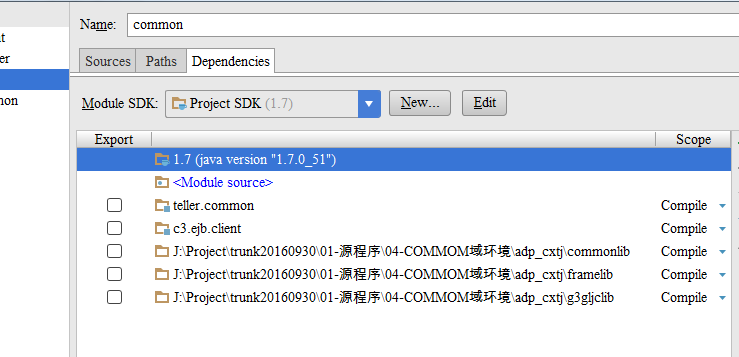 Name: common
t
er
non
Sources Paths Dependencies
Module SDK: Project SDK (1.7) New... Edit
Export Scope
1.7 (java version "1.7.0_51")
<Module source>
teller.common Compile
c3.ejb.client Compile
J:\Project\trunk20160930\01-源程序\04-COMMOM域环境\adp_cxtj\commonlib Compile
J:\Project\trunk20160930\01-源程序\04-COMMOM域环境\adp_cxtj\framelib Compile
J:\Project\trunk20160930\01-源程序\04-COMMOM域环境\adp_cxtj\g3gljclib Compile